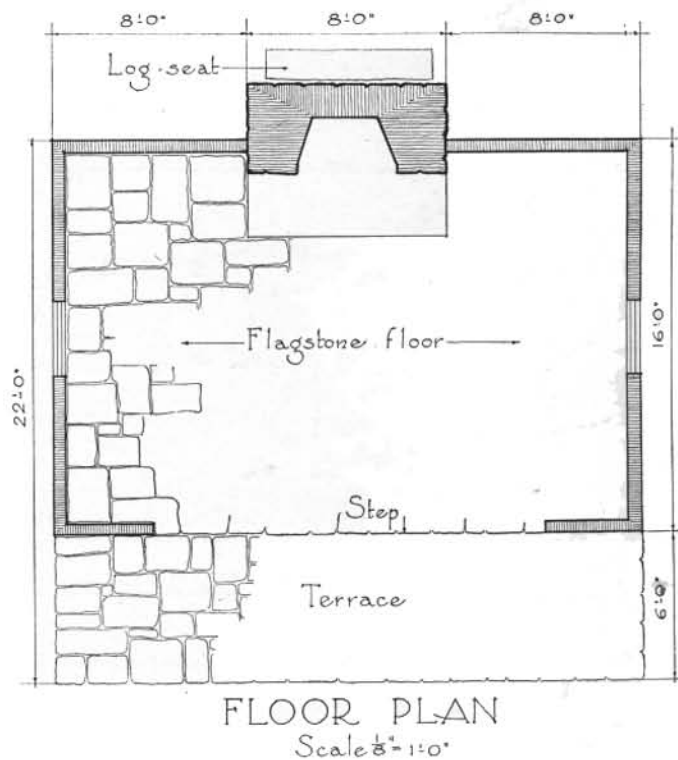 8'-0" 8'-0" 8'-0"
Log-seat
Flagstone floor
22'-0"
16'-0"
Step
Terrace
6'-0"
FLOOR PLAN
Scale 1/8" = 1'-0"